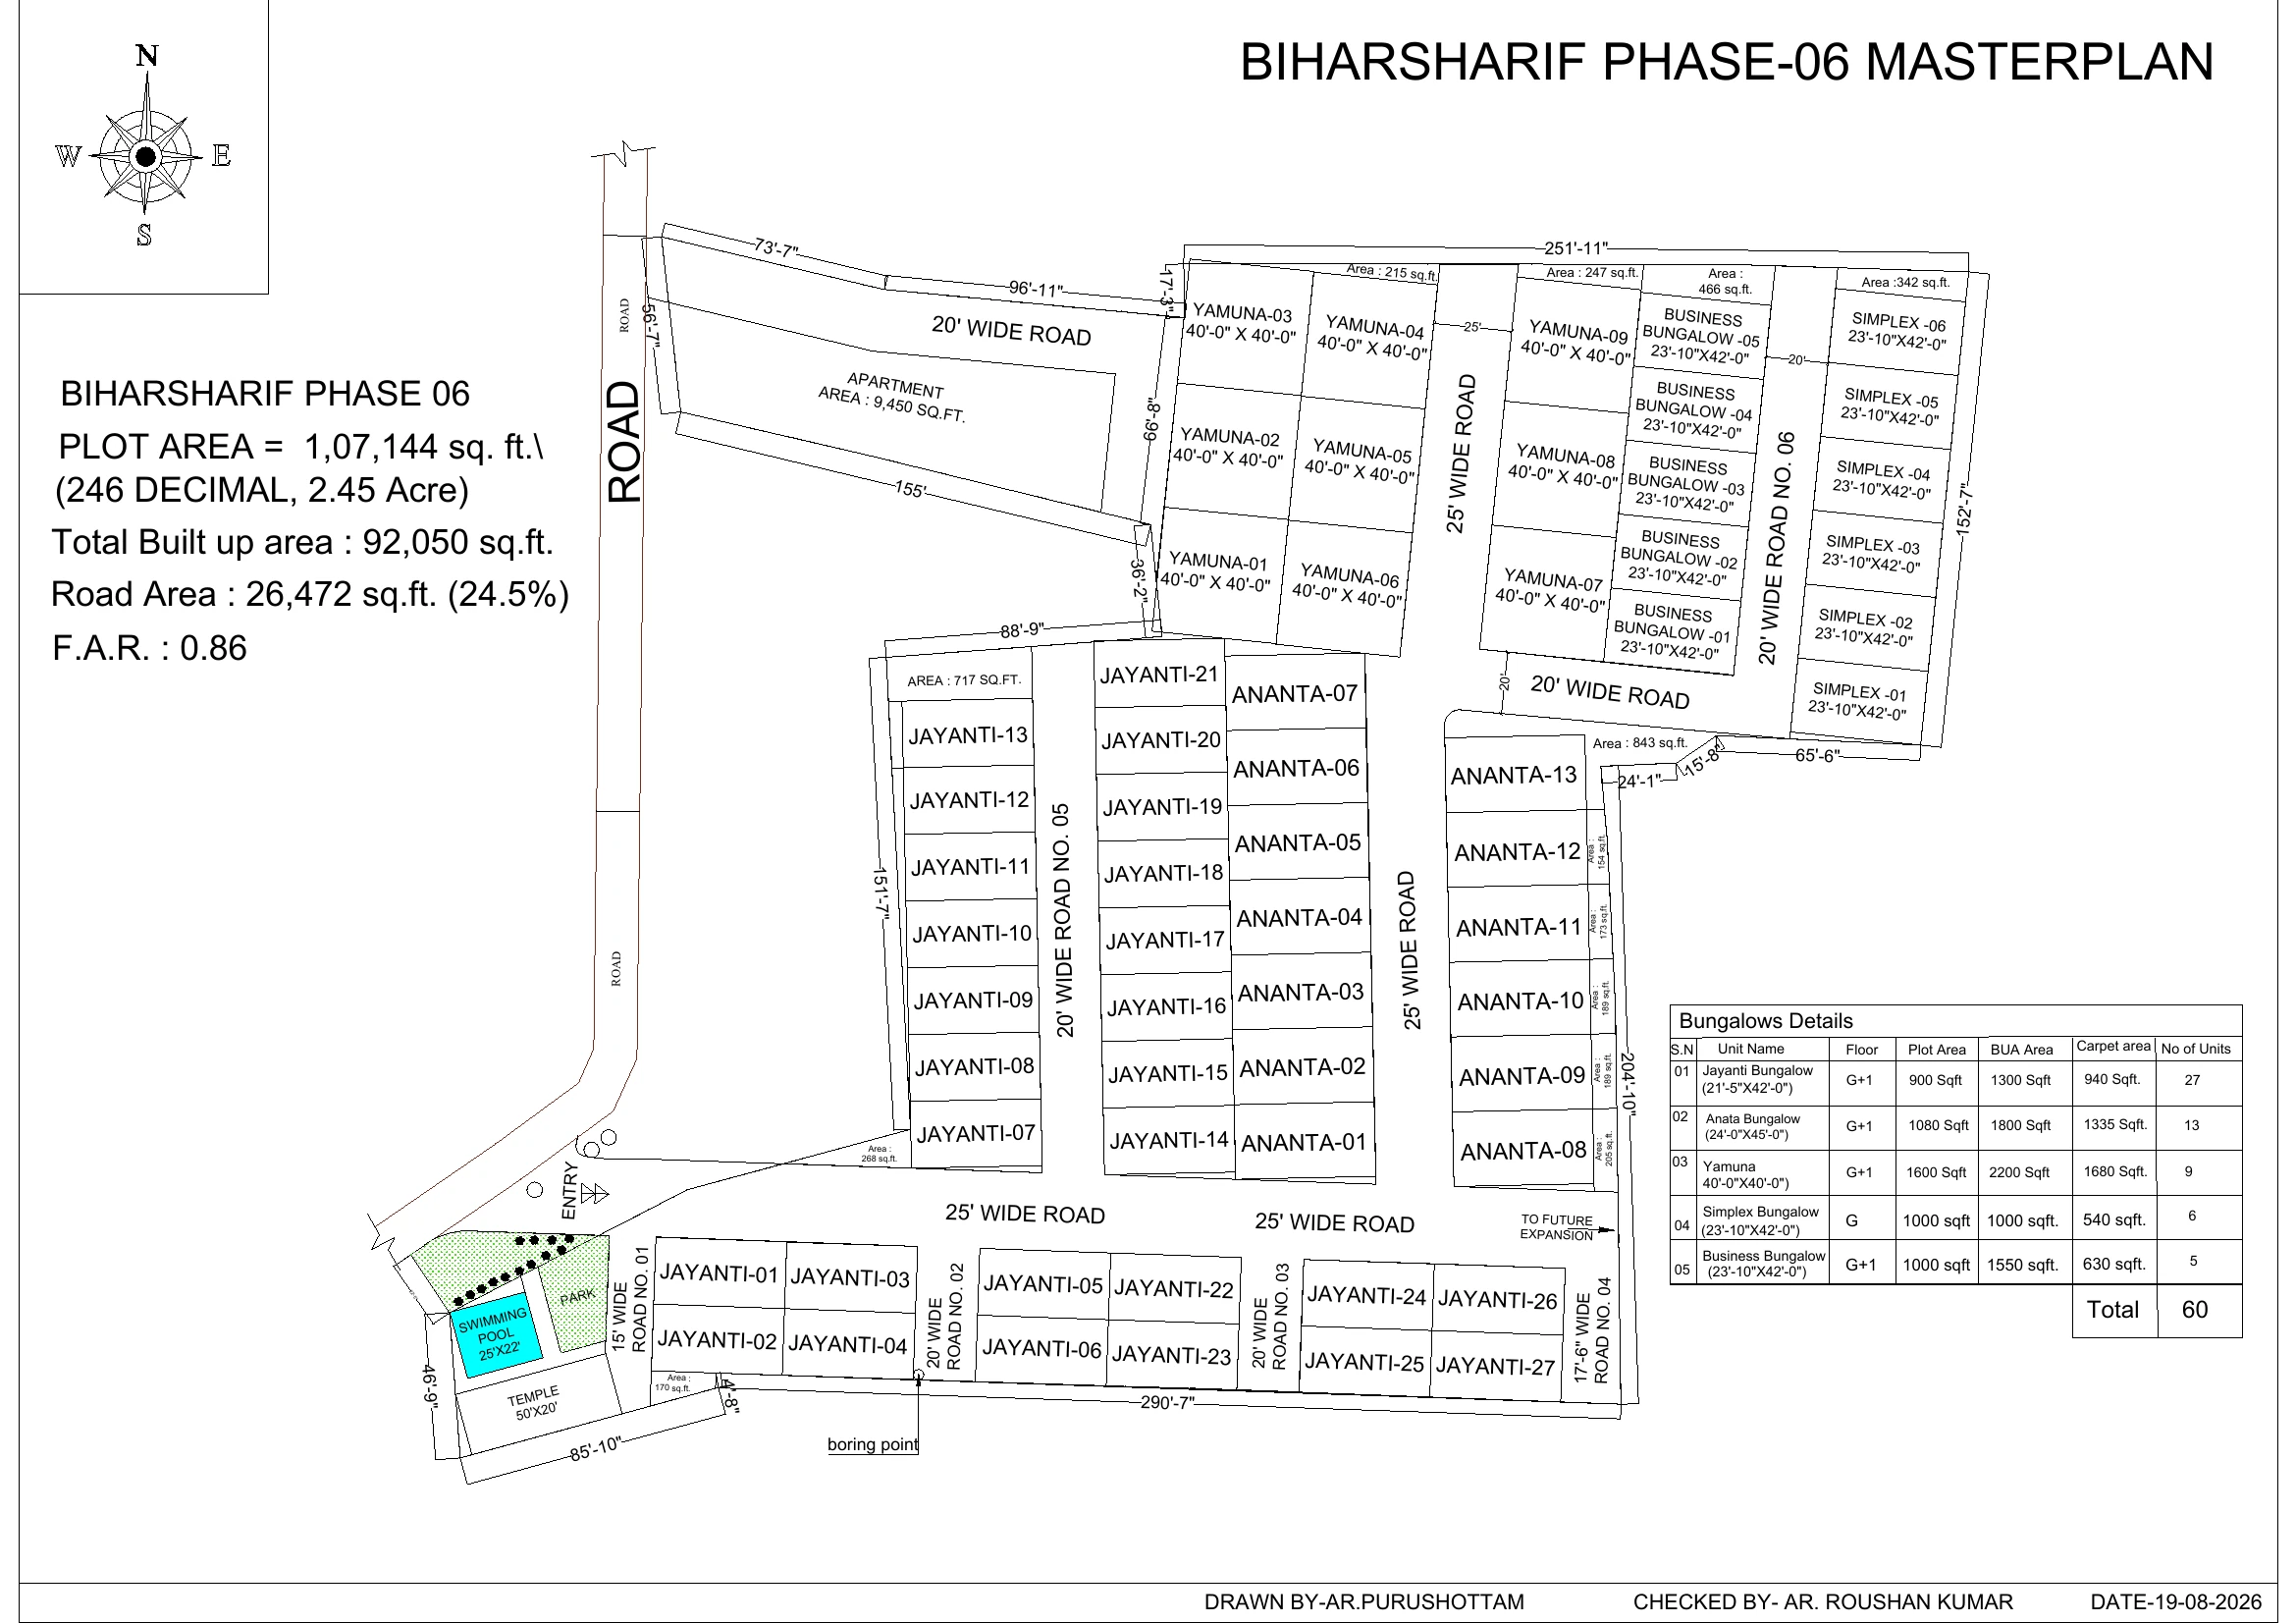 BIHARSHARIF PHASE-06 MASTERPLAN
N
W
E
S
BIHARSHARIF PHASE 06
PLOT AREA = 1,07,144 sq. ft.\
(246 DECIMAL, 2.45 Acre)
Total Built up area : 92,050 sq.ft.
Road Area : 26,472 sq.ft. (24.5%)
F.A.R. : 0.86
ROAD
ROAD
ROAD
73'-7"
96'-11"
56'-7"
20' WIDE ROAD
APARTMENT
AREA : 9,450 SQ.FT.
155'
251'-11"
17'-3"
69'-8"
36'-2"
Area : 215 sq.ft.
Area : 247 sq.ft.
Area :
466 sq.ft.
Area :342 sq.ft.
YAMUNA-03
40'-0" X 40'-0"
YAMUNA-04
40'-0" X 40'-0"
YAMUNA-02
40'-0" X 40'-0"
YAMUNA-05
40'-0" X 40'-0"
YAMUNA-01
40'-0" X 40'-0"
YAMUNA-06
40'-0" X 40'-0"
25'
25' WIDE ROAD
YAMUNA-09
40'-0" X 40'-0"
YAMUNA-08
40'-0" X 40'-0"
YAMUNA-07
40'-0" X 40'-0"
BUSINESS
BUNGALOW -05
23'-10"X42'-0"
BUSINESS
BUNGALOW -04
23'-10"X42'-0"
BUSINESS
BUNGALOW -03
23'-10"X42'-0"
BUSINESS
BUNGALOW -02
23'-10"X42'-0"
BUSINESS
BUNGALOW -01
23'-10"X42'-0"
20'
20' WIDE ROAD NO. 06
SIMPLEX -06
23'-10"X42'-0"
SIMPLEX -05
23'-10"X42'-0"
SIMPLEX -04
23'-10"X42'-0"
SIMPLEX -03
23'-10"X42'-0"
SIMPLEX -02
23'-10"X42'-0"
SIMPLEX -01
23'-10"X42'-0"
152'-7"
20'
20' WIDE ROAD
Area : 843 sq.ft.
24'-1"
15'-8"
65'-6"
88'-9"
AREA : 717 SQ.FT.
151'-7"
JAYANTI-13
JAYANTI-12
JAYANTI-11
JAYANTI-10
JAYANTI-09
JAYANTI-08
JAYANTI-07
20' WIDE ROAD NO. 05
JAYANTI-21
JAYANTI-20
JAYANTI-19
JAYANTI-18
JAYANTI-17
JAYANTI-16
JAYANTI-15
JAYANTI-14
ANANTA-07
ANANTA-06
ANANTA-05
ANANTA-04
ANANTA-03
ANANTA-02
ANANTA-01
25' WIDE ROAD
ANANTA-13
ANANTA-12
ANANTA-11
ANANTA-10
ANANTA-09
ANANTA-08
Area :
154 sq.ft.
Area :
173 sq.ft.
Area :
189 sq.ft.
Area :
189 sq.ft.
Area :
205 sq.ft.
204'-10"
Area :
268 sq.ft.
ENTRY
25' WIDE ROAD
25' WIDE ROAD
TO FUTURE
EXPANSION
PARK
SWIMMING
POOL
25'X22'
TEMPLE
50'X20'
46'-9"
85'-10"
15' WIDE
ROAD NO. 01
JAYANTI-01
JAYANTI-03
JAYANTI-02
JAYANTI-04
Area :
170 sq.ft.
4'-8"
20' WIDE
ROAD NO. 02
JAYANTI-05
JAYANTI-22
JAYANTI-06
JAYANTI-23
20' WIDE
ROAD NO. 03
JAYANTI-24
JAYANTI-26
JAYANTI-25
JAYANTI-27
17'-6" WIDE
ROAD NO. 04
290'-7"
boring point
Bungalows Details
S.N Unit Name Floor Plot Area BUA Area Carpet area No of Units
01 Jayanti Bungalow
(21'-5"X42'-0") G+1 900 Sqft 1300 Sqft 940 Sqft. 27
02 Anata Bungalow
(24'-0"X45'-0") G+1 1080 Sqft 1800 Sqft 1335 Sqft. 13
03 Yamuna
40'-0"X40'-0") G+1 1600 Sqft 2200 Sqft 1680 Sqft. 9
04 Simplex Bungalow
(23'-10"X42'-0") G 1000 sqft 1000 sqft. 540 sqft. 6
05 Business Bungalow
(23'-10"X42'-0") G+1 1000 sqft 1550 sqft. 630 sqft. 5
Total 60
DRAWN BY-AR.PURUSHOTTAM
CHECKED BY- AR. ROUSHAN KUMAR
DATE-19-08-2026